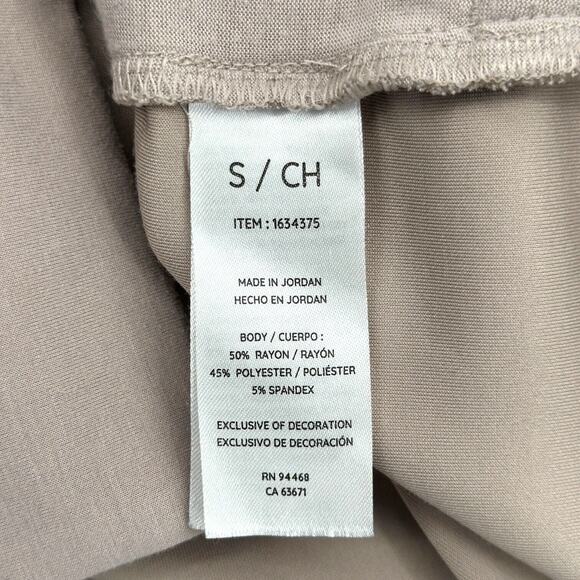 S / CH
ITEM : 1634375
MADE IN JORDAN
HECHO EN JORDAN
BODY / CUERPO :
50% RAYON / RAYÓN
45% POLYESTER / POLIÉSTER
5% SPANDEX
EXCLUSIVE OF DECORATION
EXCLUSIVO DE DECORACIÓN
RN 94468
CA 63671